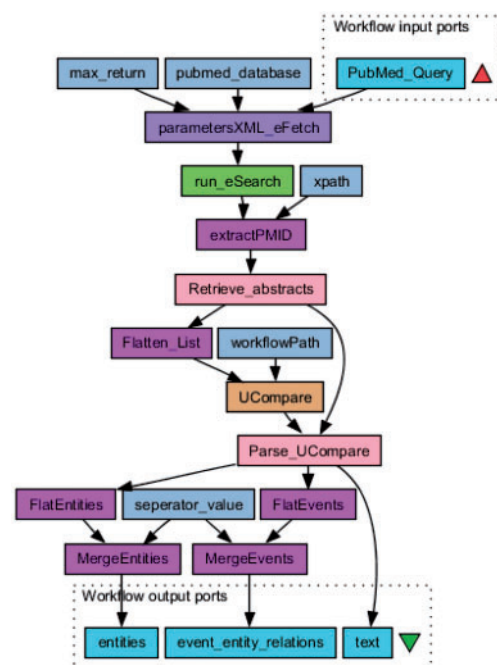 Workflow input ports
max_return
pubmed_database
PubMed_Query
parametersXML_eFetch
run_eSearch
xpath
extractPMID
Retrieve_abstracts
Flatten_List
workflowPath
UCompare
Parse_UCompare
FlatEntities
seperator_value
FlatEvents
MergeEntities
MergeEvents
Workflow output ports
entities
event_entity_relations
text